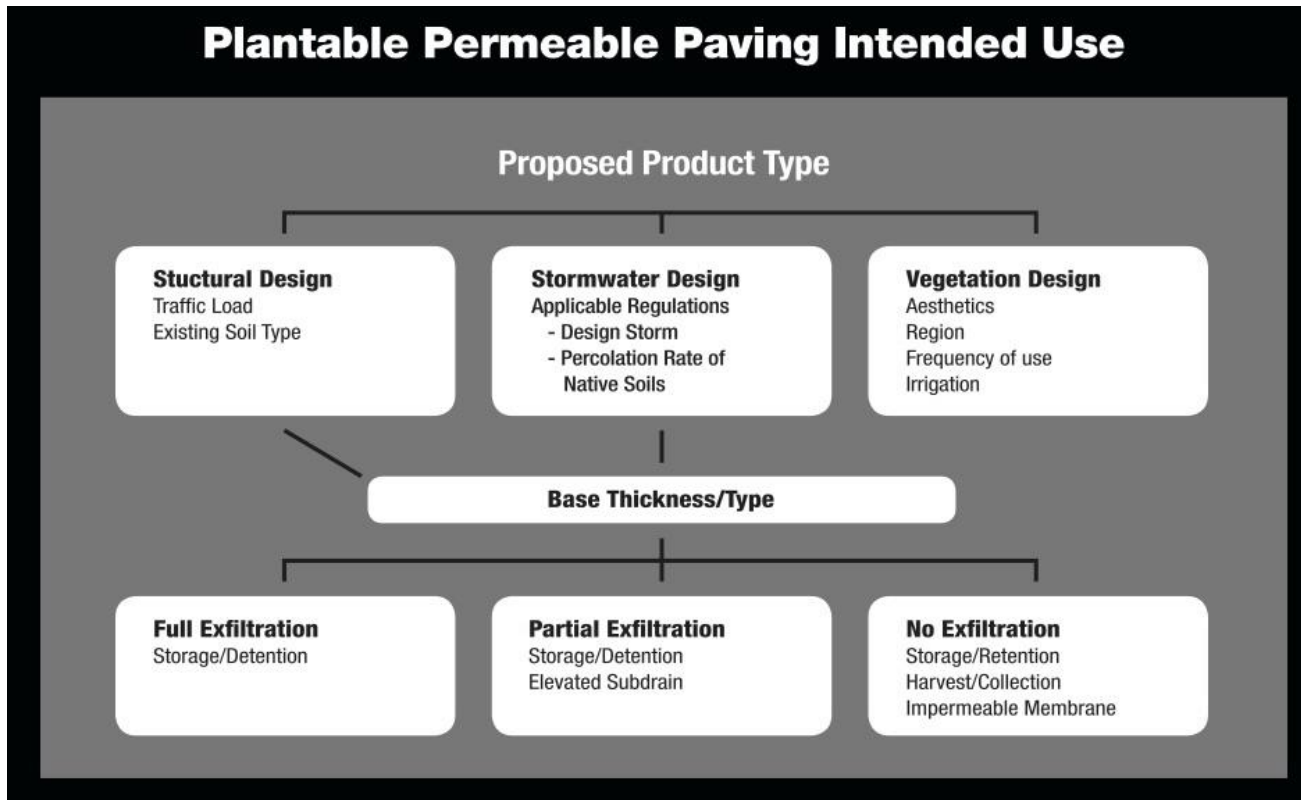 Plantable Permeable Paving Intended Use
Proposed Product Type
Stuctural Design
Traffic Load
Existing Soil Type
Stormwater Design
Applicable Regulations
- Design Storm
- Percolation Rate of
Native Soils
Vegetation Design
Aesthetics
Region
Frequency of use
Irrigation
Base Thickness/Type
Full Exfiltration
Storage/Detention
Partial Exfiltration
Storage/Detention
Elevated Subdrain
No Exfiltration
Storage/Retention
Harvest/Collection
Impermeable Membrane